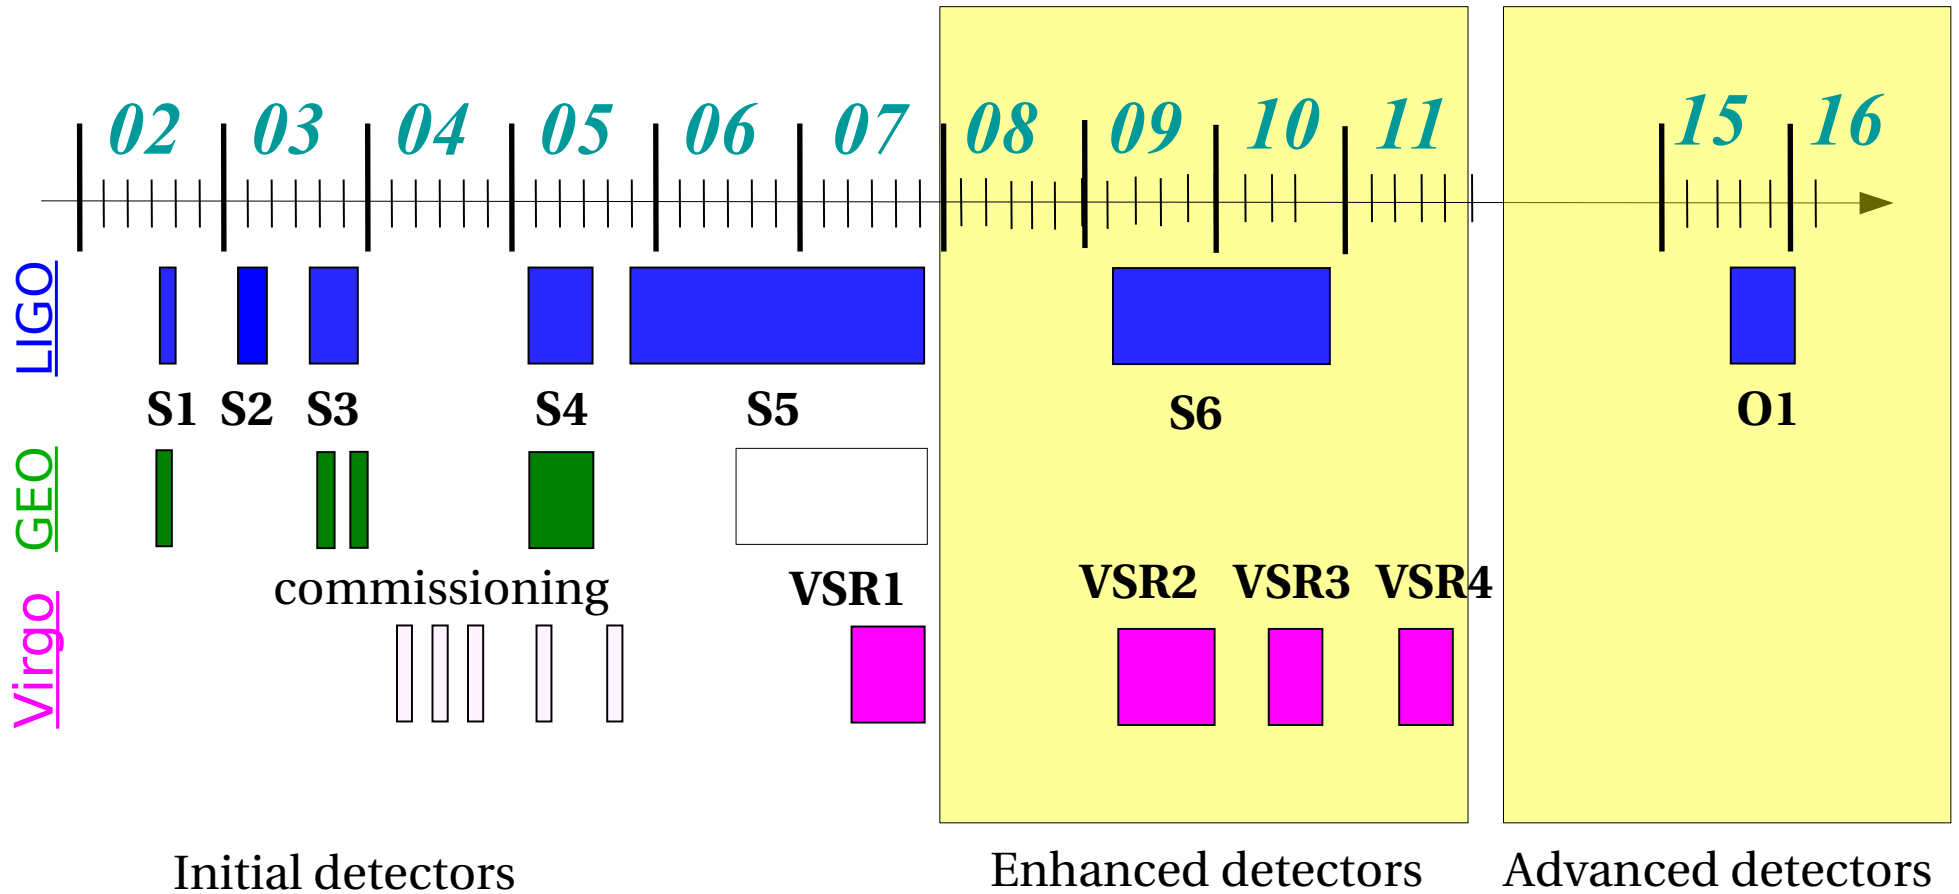 02 03 04 05 06 07 08 09 10 11 15 16
LIGO
S1 S2 S3 S4 S5 S6 O1
GEO
commissioning VSR1 VSR2 VSR3 VSR4
Virgo
Initial detectors Enhanced detectors Advanced detectors